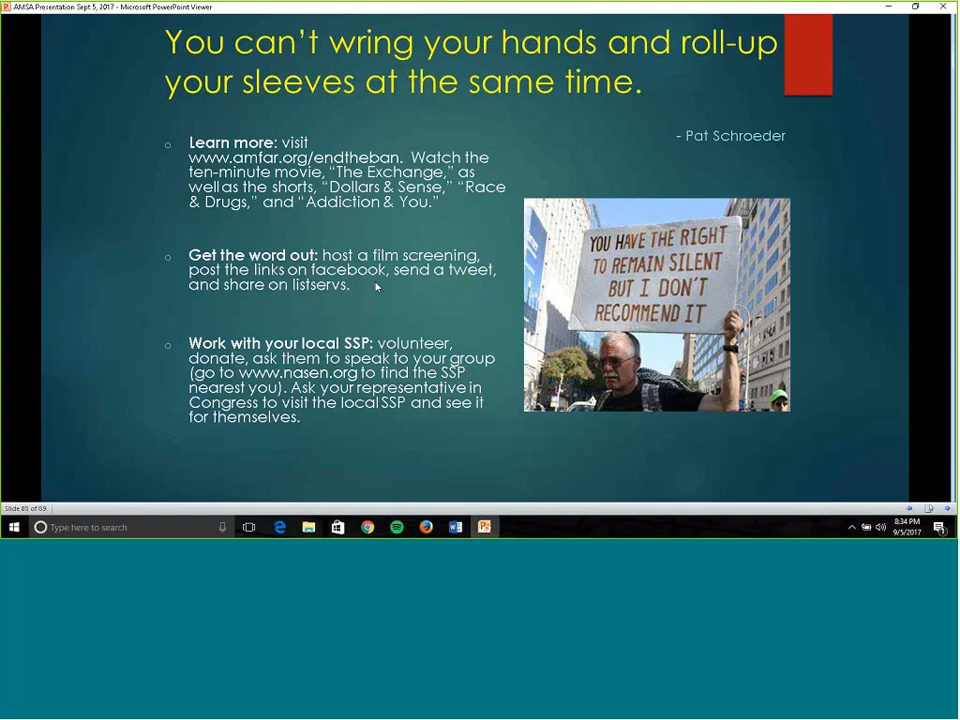 AMSA Presentation Sept 5, 2017 - Microsoft PowerPoint Viewer
You can't wring your hands and roll-up
your sleeves at the same time.
- Pat Schroeder
Learn more: visit
www.amfar.org/endtheban. Watch the
ten-minute movie, "The Exchange," as
well as the shorts, "Dollars & Sense," "Race
& Drugs," and "Addiction & You."
Get the word out: host a film screening,
post the links on facebook, send a tweet,
and share on listservs.
Work with your local SSP: volunteer,
donate, ask them to speak to your group
(go to www.nasen.org to find the SSP
nearest you). Ask your representative in
Congress to visit the local SSP and see it
for themselves.
YOU HAVE THE RIGHT
TO REMAIN SILENT
BUT I DON'T
RECOMMEND IT
Slide 85 of 89
Type here to search
8:34 PM
9/5/2017